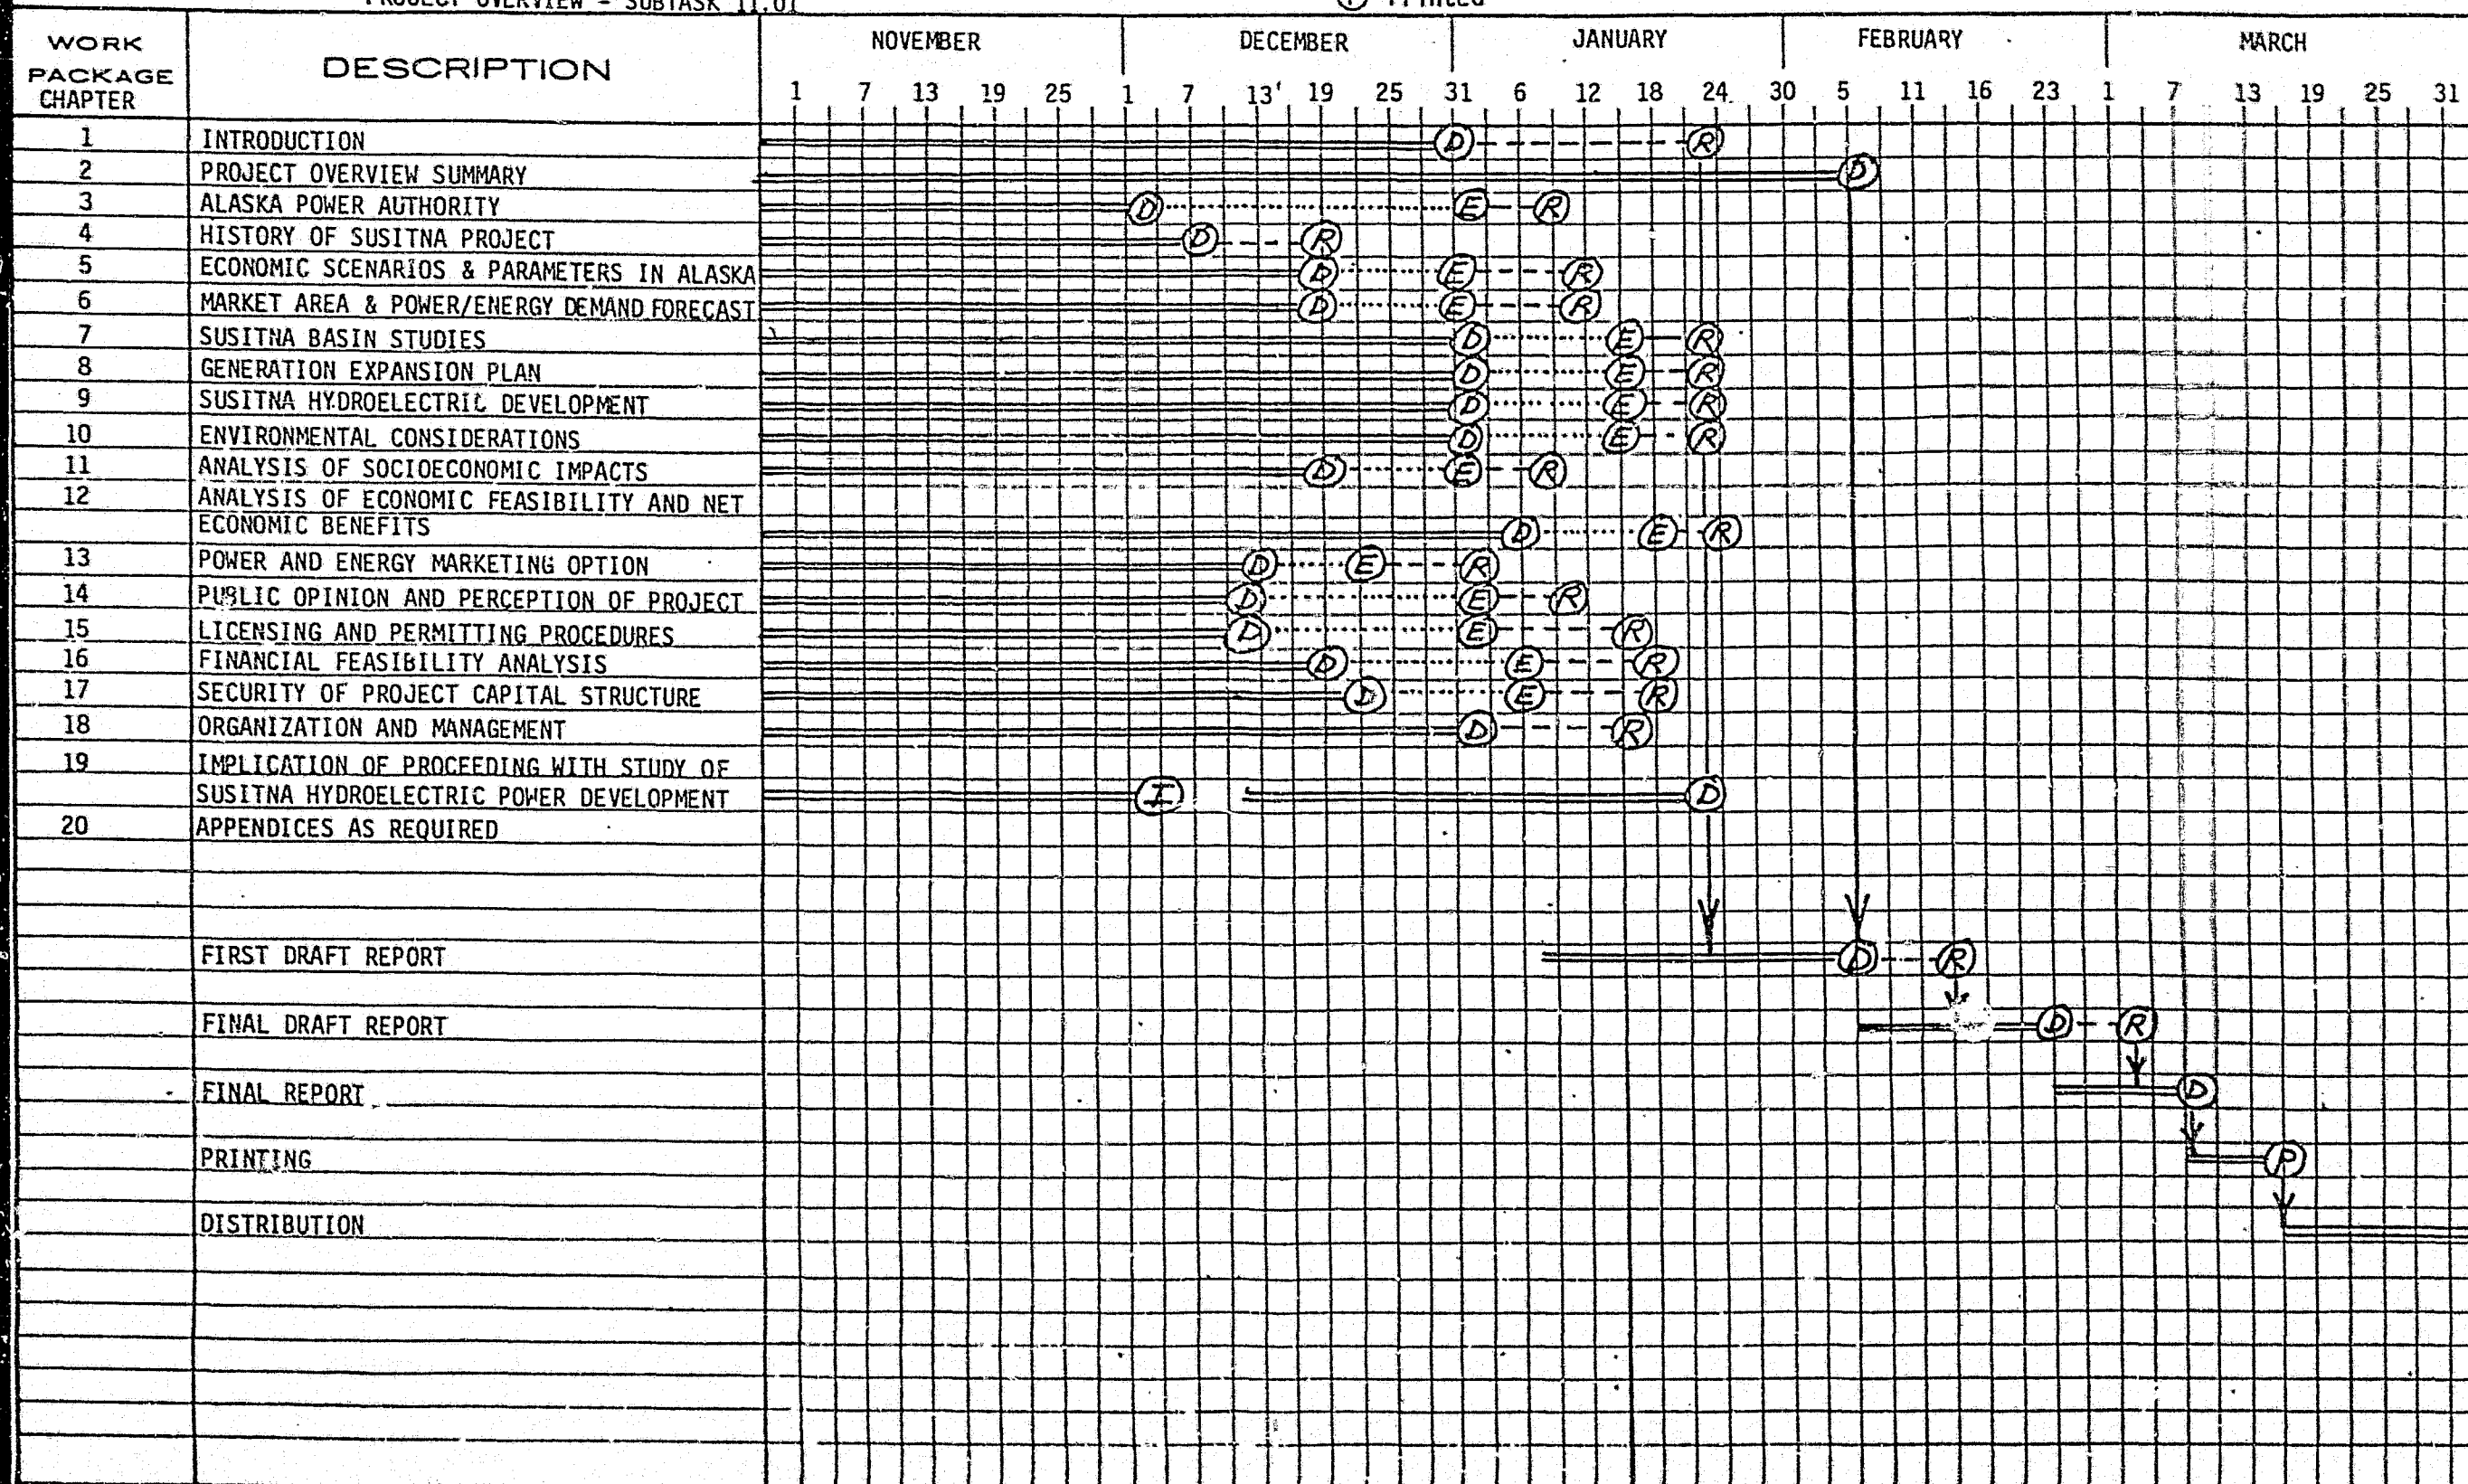 PROJECT OVERVIEW - SUBTASK 11.01
Printed
WORK PACKAGE CHAPTER
DESCRIPTION
NOVEMBER DECEMBER JANUARY FEBRUARY MARCH
1 7 13 19 25 1 7 13' 19 25 31 6 12 18 24 30 5 11 16 23 1 7 13 19 25 31
1 INTRODUCTION D R
2 PROJECT OVERVIEW SUMMARY D
3 ALASKA POWER AUTHORITY D E R
4 HISTORY OF SUSITNA PROJECT D R
5 ECONOMIC SCENARIOS & PARAMETERS IN ALASKA D E R
6 MARKET AREA & POWER/ENERGY DEMAND FORECAST D E R
7 SUSITNA BASIN STUDIES D E R
8 GENERATION EXPANSION PLAN D E R
9 SUSITNA HYDROELECTRIC DEVELOPMENT D E R
10 ENVIRONMENTAL CONSIDERATIONS D E R
11 ANALYSIS OF SOCIOECONOMIC IMPACTS D E R
12 ANALYSIS OF ECONOMIC FEASIBILITY AND NET
ECONOMIC BENEFITS D E R
13 POWER AND ENERGY MARKETING OPTION D E R
14 PUBLIC OPINION AND PERCEPTION OF PROJECT D E R
15 LICENSING AND PERMITTING PROCEDURES D E R
16 FINANCIAL FEASIBILITY ANALYSIS D E R
17 SECURITY OF PROJECT CAPITAL STRUCTURE D E R
18 ORGANIZATION AND MANAGEMENT D R
19 IMPLICATION OF PROCEEDING WITH STUDY OF
SUSITNA HYDROELECTRIC POWER DEVELOPMENT I D
20 APPENDICES AS REQUIRED
FIRST DRAFT REPORT D R
FINAL DRAFT REPORT D R
FINAL REPORT D
PRINTING P
DISTRIBUTION